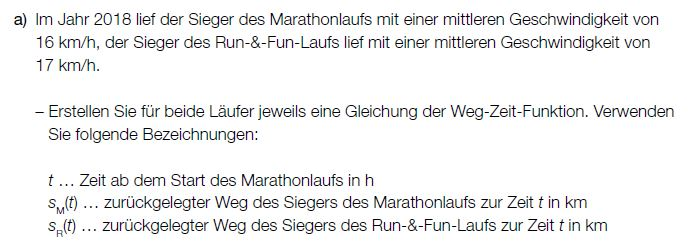 a) Im Jahr 2018 lief der Sieger des Marathonlaufs mit einer mittleren Geschwindigkeit von
16 km/h, der Sieger des Run-&-Fun-Laufs lief mit einer mittleren Geschwindigkeit von
17 km/h.
– Erstellen Sie für beide Läufer jeweils eine Gleichung der Weg-Zeit-Funktion. Verwenden
Sie folgende Bezeichnungen:
t … Zeit ab dem Start des Marathonlaufs in h
s_M(t) … zurückgelegter Weg des Siegers des Marathonlaufs zur Zeit t in km
s_R(t) … zurückgelegter Weg des Siegers des Run-&-Fun-Laufs zur Zeit t in km